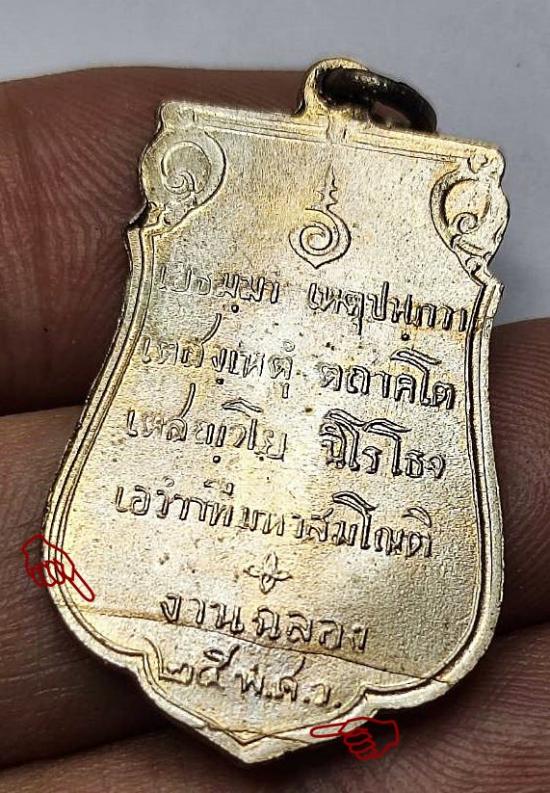 เยธมฺมา เหตุปฺปภวา
เตสํ เหตุํ ตถาคโต
เตสญฺจโย นิโรโธจ
เอวํวาที มหาสมโณติ
งานฉลอง
๒๕ พ.ศ.ว.